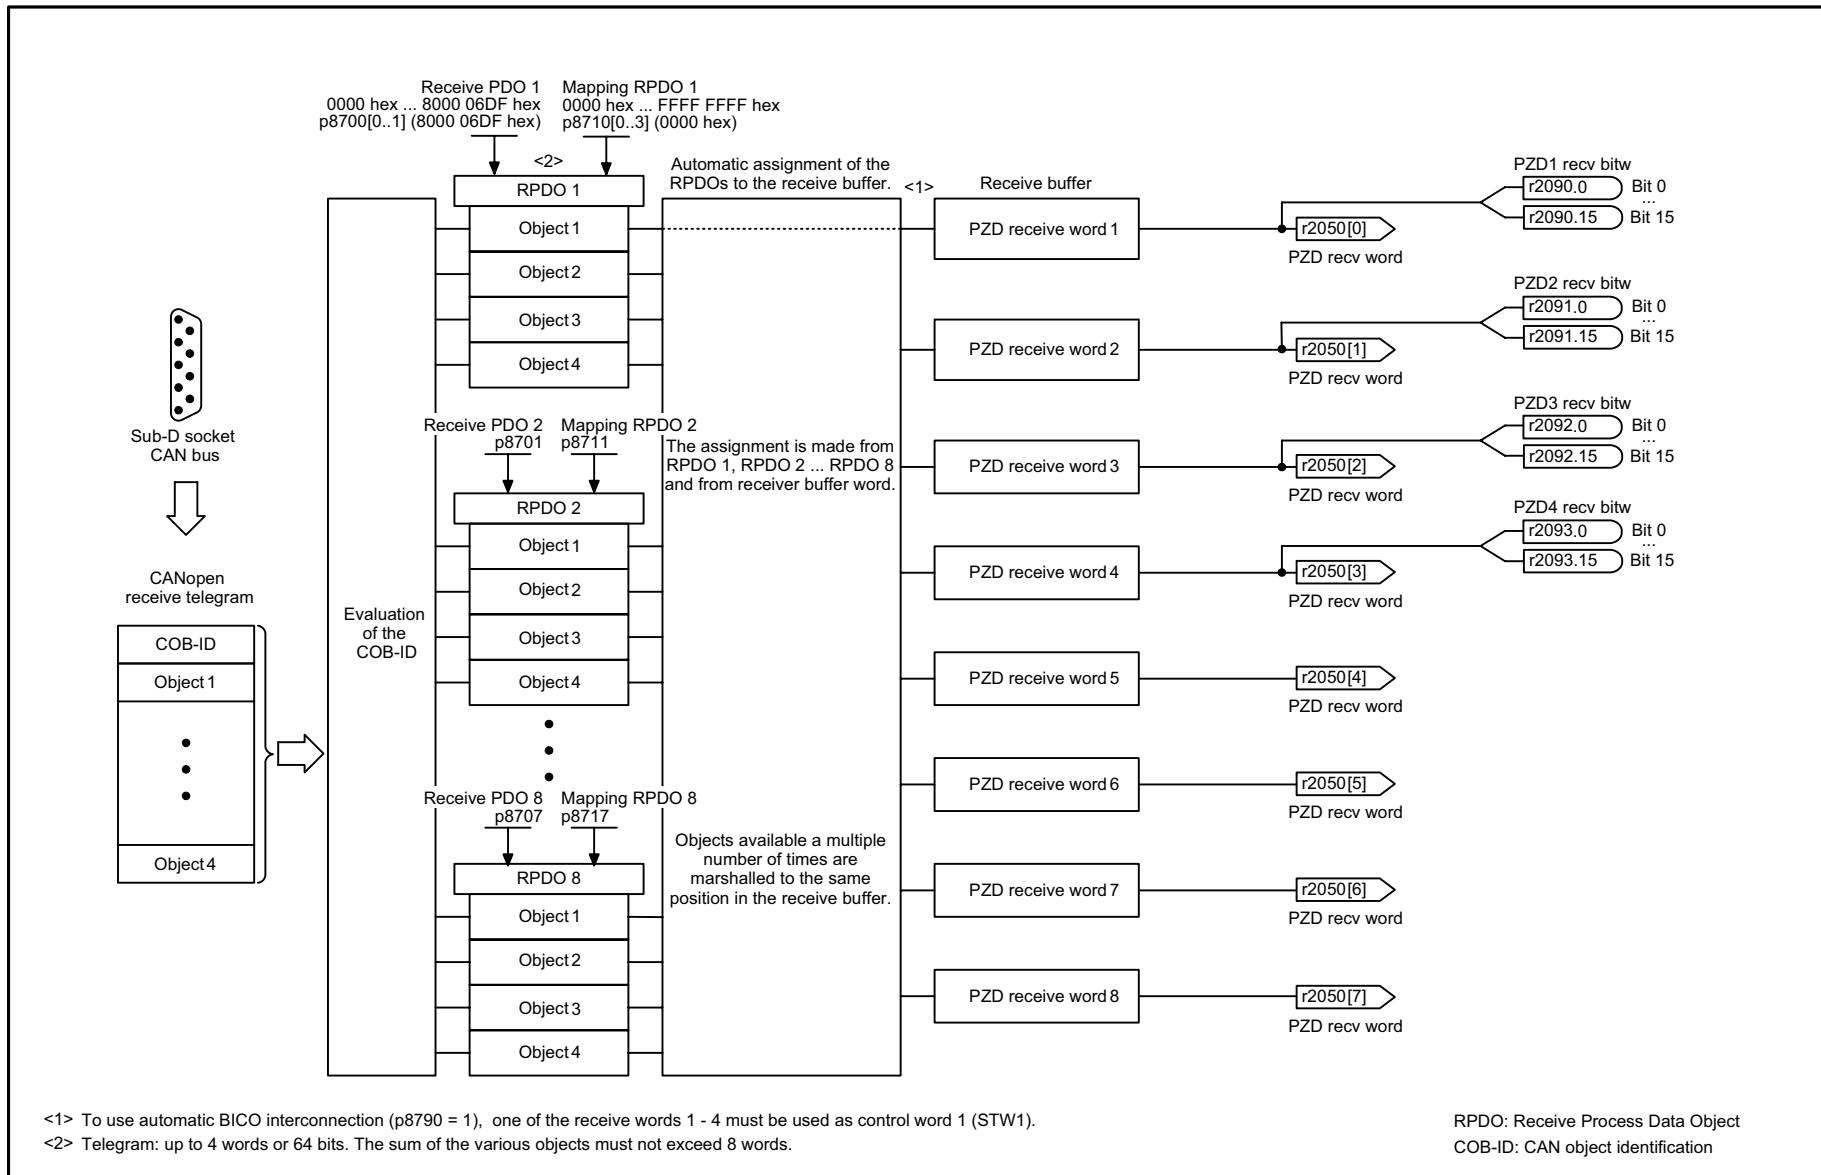 Receive PDO 1
0000 hex ... 8000 06DF hex
p8700[0..1] (8000 06DF hex)
Mapping RPDO 1
0000 hex ... FFFF FFFF hex
p8710[0..3] (0000 hex)
<2>
RPDO 1
Object 1
Object 2
Object 3
Object 4
Automatic assignment of the
RPDOs to the receive buffer.
<1>
Receive buffer
PZD receive word 1
r2050[0]
PZD recv word
PZD1 recv bitw
r2090.0 Bit 0
...
r2090.15 Bit 15
PZD receive word 2
r2050[1]
PZD recv word
PZD2 recv bitw
r2091.0 Bit 0
...
r2091.15 Bit 15
Sub-D socket
CAN bus
Receive PDO 2
p8701
Mapping RPDO 2
p8711
RPDO 2
Object 1
Object 2
Object 3
Object 4
The assignment is made from
RPDO 1, RPDO 2 ... RPDO 8
and from receiver buffer word.
PZD receive word 3
r2050[2]
PZD recv word
PZD3 recv bitw
r2092.0 Bit 0
...
r2092.15 Bit 15
PZD receive word 4
r2050[3]
PZD recv word
PZD4 recv bitw
r2093.0 Bit 0
...
r2093.15 Bit 15
CANopen
receive telegram
COB-ID
Object 1
Object 4
Evaluation
of the
COB-ID
PZD receive word 5
r2050[4]
PZD recv word
PZD receive word 6
r2050[5]
PZD recv word
Receive PDO 8
p8707
Mapping RPDO 8
p8717
RPDO 8
Object 1
Object 2
Object 3
Object 4
Objects available a multiple
number of times are
marshalled to the same
position in the receive buffer.
PZD receive word 7
r2050[6]
PZD recv word
PZD receive word 8
r2050[7]
PZD recv word
<1> To use automatic BICO interconnection (p8790 = 1), one of the receive words 1 - 4 must be used as control word 1 (STW1).
<2> Telegram: up to 4 words or 64 bits. The sum of the various objects must not exceed 8 words.
RPDO: Receive Process Data Object
COB-ID: CAN object identification